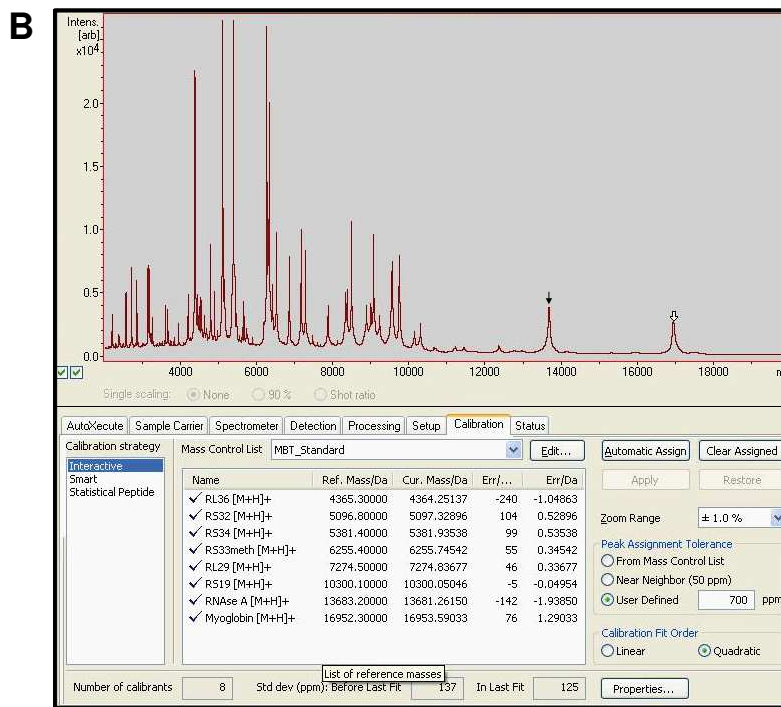 B
Intens.
[arb]
x10⁴
2.0
1.5
1.0
0.5
0.0
4000 6000 8000 10000 12000 14000 16000 18000
Single scaling: None 90 % Shot ratio
AutoXecute Sample Carrier Spectrometer Detection Processing Setup Calibration Status
Calibration strategy
Interactive
Smart
Statistical Peptide
Mass Control List MBT_Standard Edit...
Name Ref. Mass/Da Cur. Mass/Da Err/... Err/Da
RL36 [M+H]+ 4365.30000 4364.25137 -240 -1.04863
RS32 [M+H]+ 5096.80000 5097.32896 104 0.52896
RS34 [M+H]+ 5381.40000 5381.93538 99 0.53538
RS33meth [M+H]+ 6255.40000 6255.74542 55 0.34542
RL29 [M+H]+ 7274.50000 7274.83677 46 0.33677
RS19 [M+H]+ 10300.10000 10300.05046 -5 -0.04954
RNAse A [M+H]+ 13683.20000 13681.26150 -142 -1.93850
Myoglobin [M+H]+ 16952.30000 16953.59033 76 1.29033
List of reference masses
Automatic Assign Clear Assigned
Apply Restore
Zoom Range ± 1.0 %
Peak Assignment Tolerance
From Mass Control List
Near Neighbor (50 ppm)
User Defined 700 ppm
Calibration Fit Order
Linear Quadratic
Number of calibrants 8 Std dev (ppm): Before Last Fit 137 In Last Fit 125 Properties...